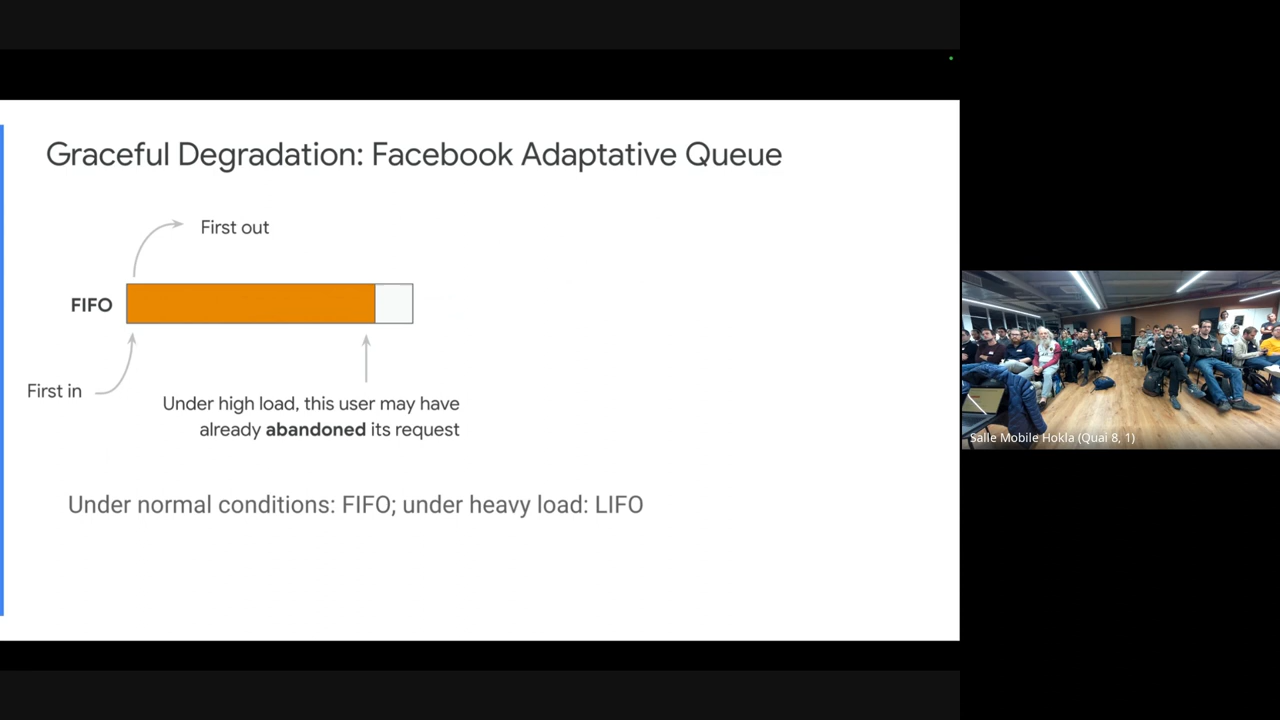 Graceful Degradation: Facebook Adaptative Queue
First out
FIFO
First in
Under high load, this user may have
already abandoned its request
Under normal conditions: FIFO; under heavy load: LIFO
Salle Mobile Hokla (Quai 8, 1)